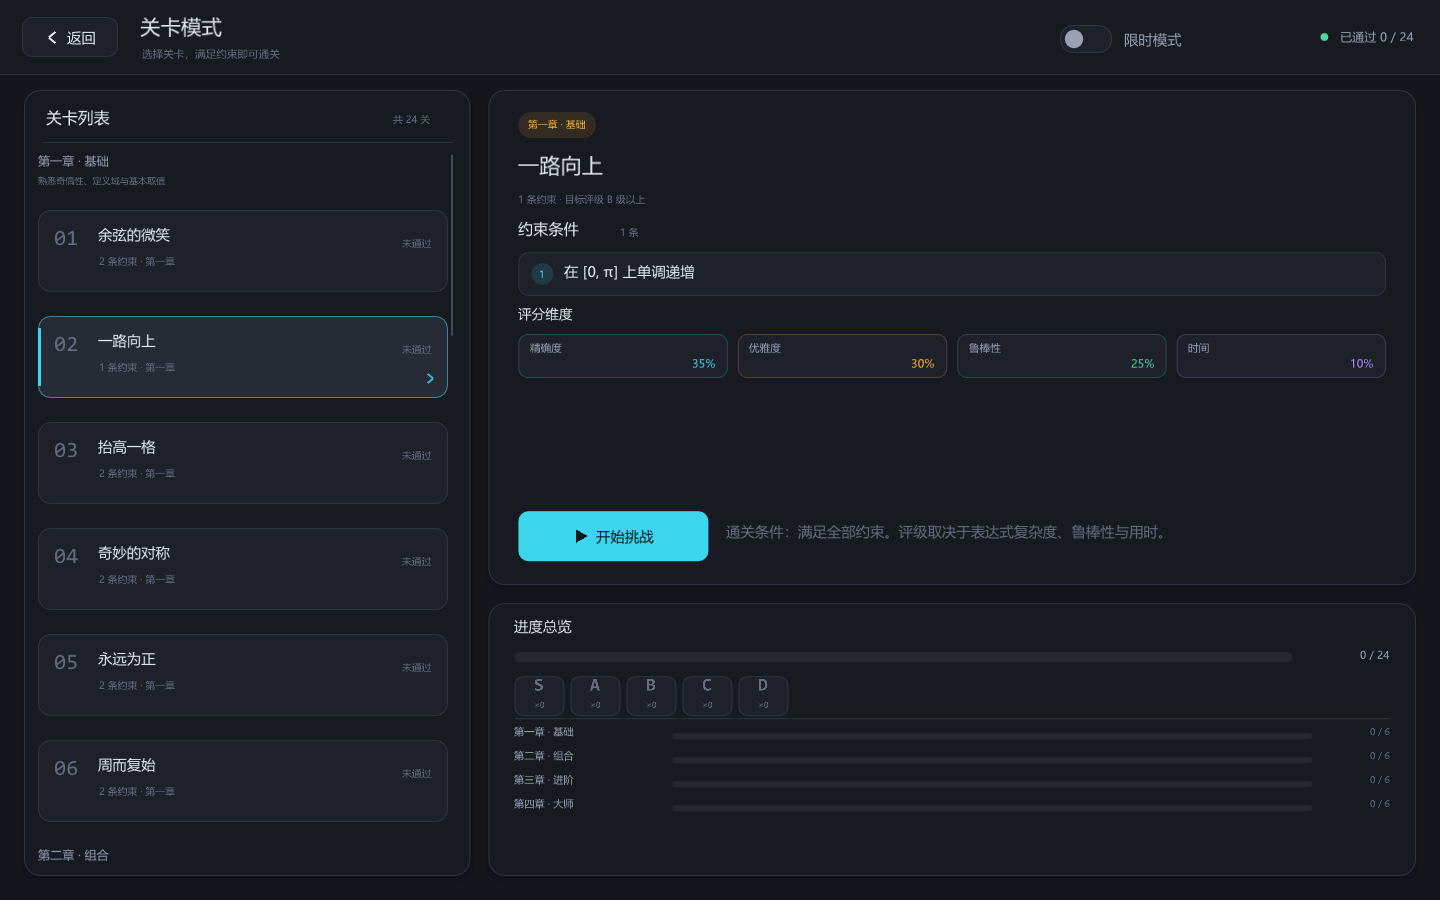 返回
关卡模式
选择关卡，满足约束即可通关
限时模式
已通过 0 / 24
关卡列表
共 24 关
第一章 · 基础
熟悉奇偶性、定义域与基本取值
01
余弦的微笑
未通过
2 条约束 · 第一章
02
一路向上
未通过
1 条约束 · 第一章
03
抬高一格
未通过
2 条约束 · 第一章
04
奇妙的对称
未通过
2 条约束 · 第一章
05
永远为正
未通过
2 条约束 · 第一章
06
周而复始
未通过
2 条约束 · 第一章
第二章 · 组合
第一章 · 基础
一路向上
1 条约束 · 目标评级 B 级以上
约束条件
1 条
1
在 [0, π] 上单调递增
评分维度
精确度
35%
优雅度
30%
鲁棒性
25%
时间
10%
开始挑战
通关条件：满足全部约束。评级取决于表达式复杂度、鲁棒性与用时。
进度总览
0 / 24
S
×0
A
×0
B
×0
C
×0
D
×0
第一章 · 基础
0 / 6
第二章 · 组合
0 / 6
第三章 · 进阶
0 / 6
第四章 · 大师
0 / 6